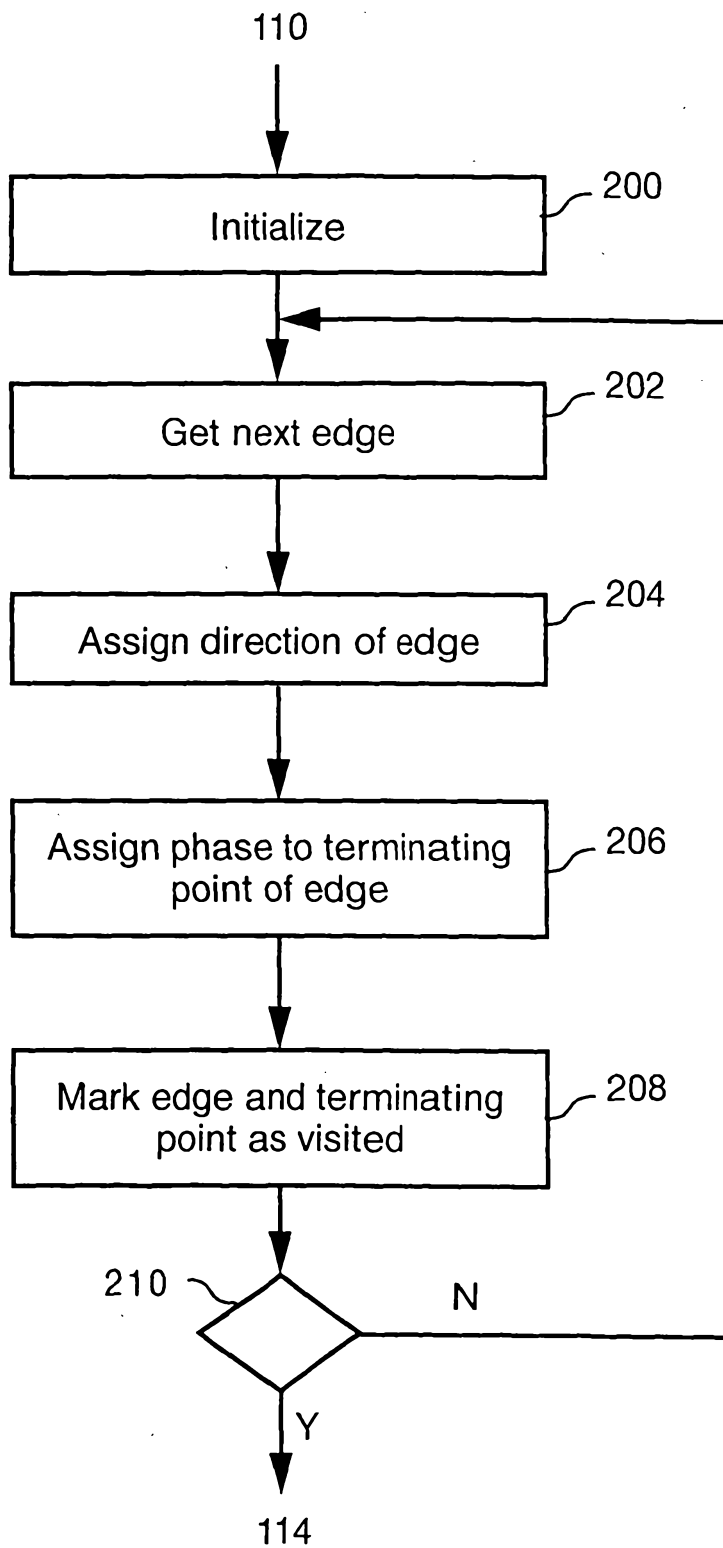 110
200
Initialize
202
Get next edge
204
Assign direction of edge
206
Assign phase to terminating
point of edge
208
Mark edge and terminating
point as visited
210
N
Y
114